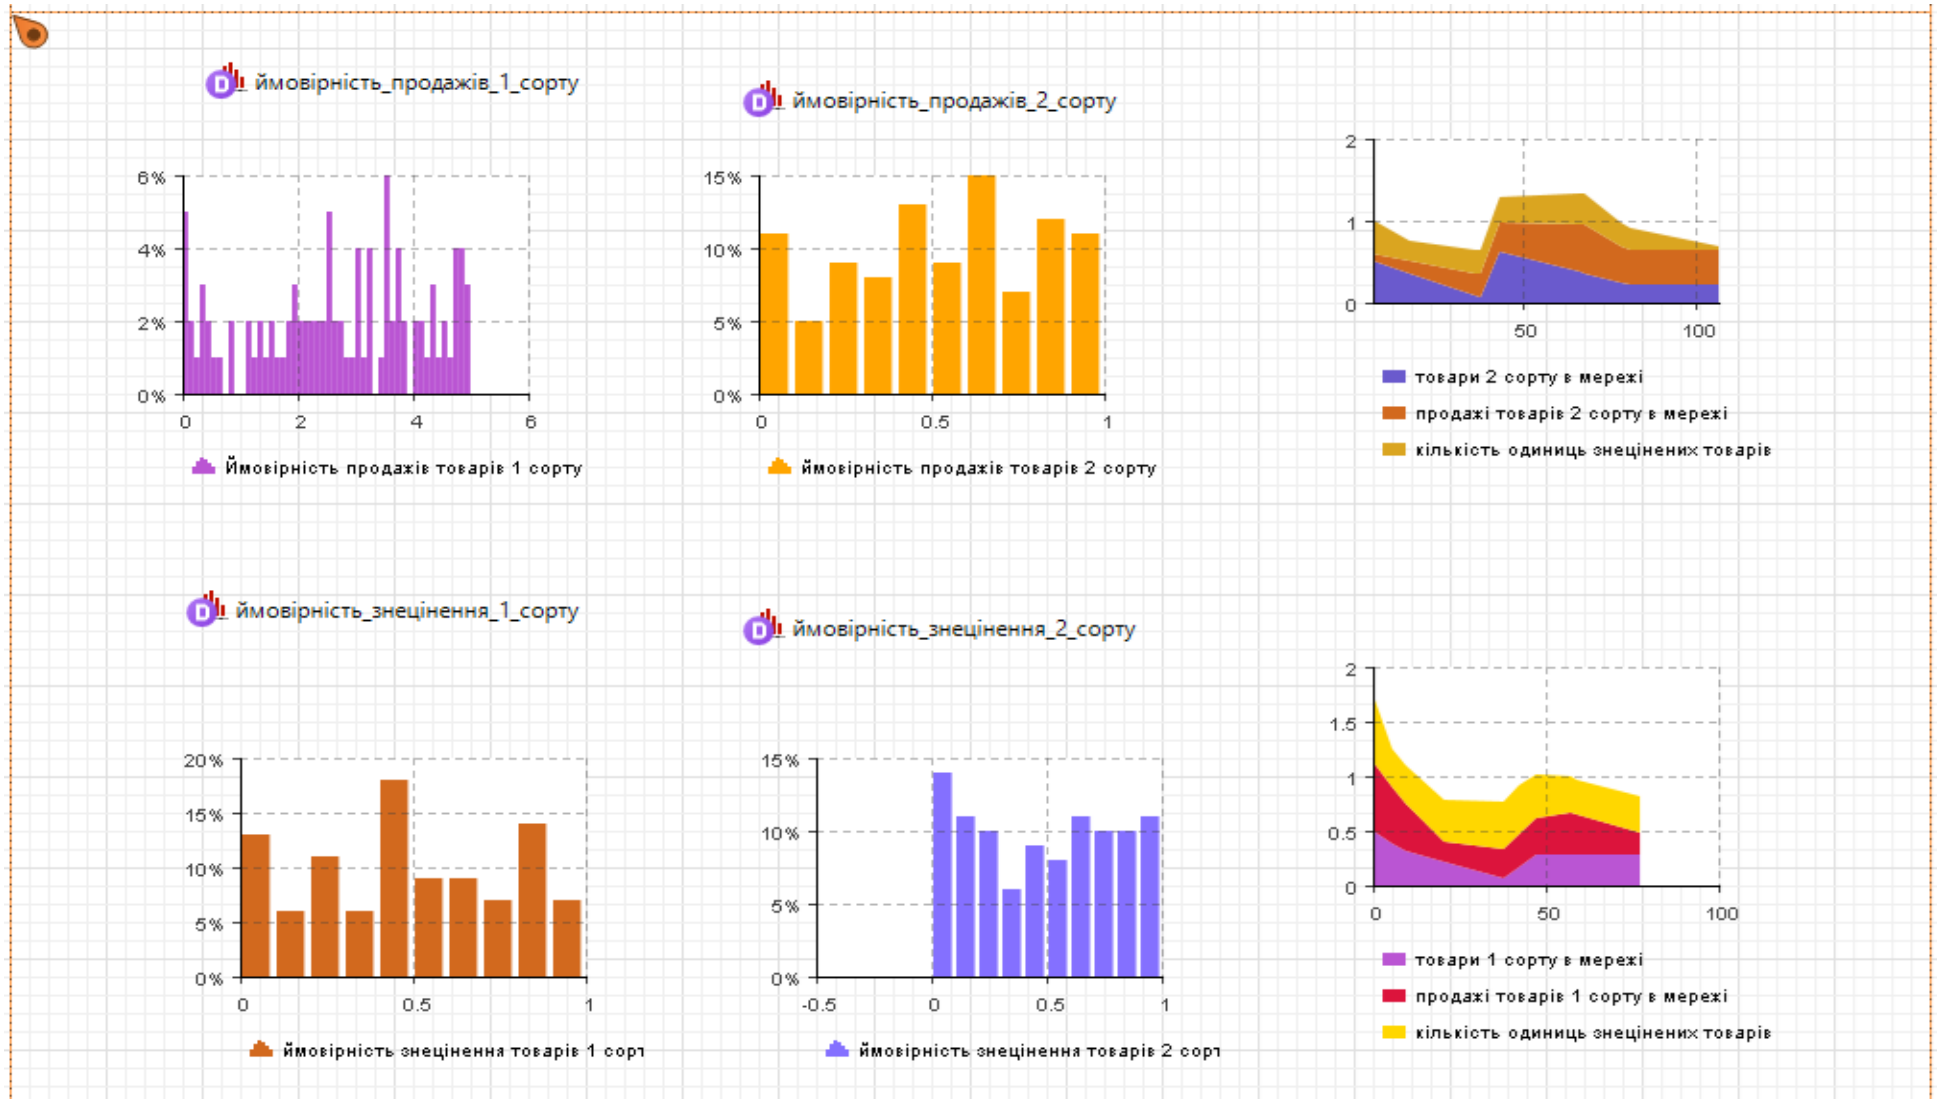 D ймовірність_продажів_1_сорту
D ймовірність_продажів_2_сорту
6%
4%
2%
0%
0 2 4 6
Ймовірність продажів товарів 1 сорту
15%
10%
5%
0%
0 0.5 1
ймовірність продажів товарів 2 сорту
2
1
0
50 100
товари 2 сорту в мережі
продажі товарів 2 сорту в мережі
кількість одиниць знецінених товарів
D ймовірність_знецінення_1_сорту
D ймовірність_знецінення_2_сорту
20%
15%
10%
5%
0%
0 0.5 1
ймовірність знецінення товарів 1 сорт
15%
10%
5%
0%
-0.5 0 0.5 1
ймовірність знецінення товарів 2 сорт
2
1.5
1
0.5
0
0 50 100
товари 1 сорту в мережі
продажі товарів 1 сорту в мережі
кількість одиниць знецінених товарів